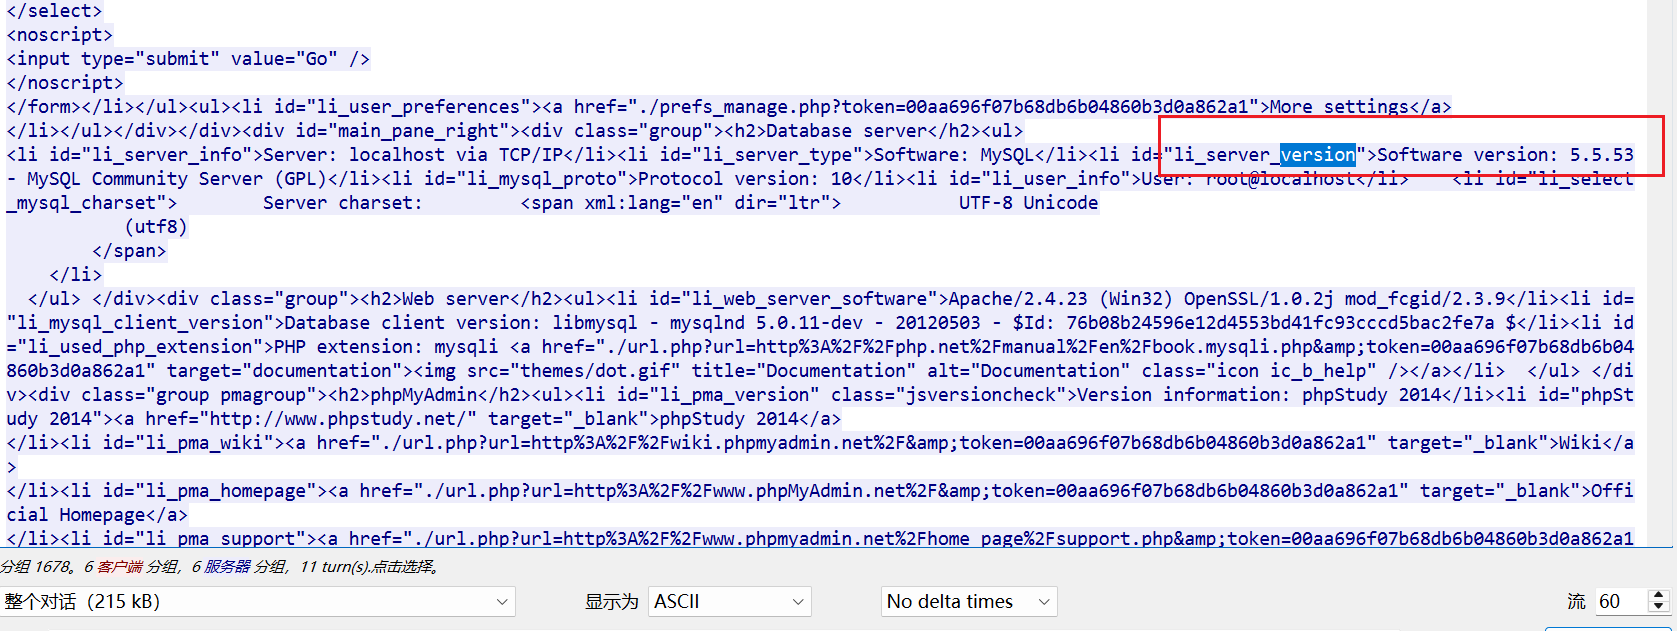 </select>
<noscript>
<input type="submit" value="Go" />
</noscript>
</form></li></ul><ul><li id="li_user_preferences"><a href="./prefs_manage.php?token=00aa696f07b68db6b04860b3d0a862a1">More settings</a>
</li></ul></div></div><div id="main_pane_right"><div class="group"><h2>Database server</h2><ul>
<li id="li_server_info">Server: localhost via TCP/IP</li><li id="li_server_type">Software: MySQL</li><li id="li_server_version">Software version: 5.5.53
- MySQL Community Server (GPL)</li><li id="li_mysql_proto">Protocol version: 10</li><li id="li_user_info">User: root@localhost</li>    <li id="li_select
_mysql_charset">        Server charset:         <span xml:lang="en" dir="ltr">           UTF-8 Unicode
(utf8)
</span>
</li>
</ul> </div><div class="group"><h2>Web server</h2><ul><li id="li_web_server_software">Apache/2.4.23 (Win32) OpenSSL/1.0.2j mod_fcgid/2.3.9</li><li id=
"li_mysql_client_version">Database client version: libmysql - mysqlnd 5.0.11-dev - 20120503 - $Id: 76b08b24596e12d4553bd41fc93cccd5bac2fe7a $</li><li id
="li_used_php_extension">PHP extension: mysqli <a href="./url.php?url=http%3A%2F%2Fphp.net%2Fmanual%2Fen%2Fbook.mysqli.php&amp;token=00aa696f07b68db6b04
860b3d0a862a1" target="documentation"><img src="themes/dot.gif" title="Documentation" alt="Documentation" class="icon ic_b_help" /></a></li>  </ul> </di
v><div class="group pmagroup"><h2>phpMyAdmin</h2><ul><li id="li_pma_version" class="jsversioncheck">Version information: phpStudy 2014</li><li id="phpSt
udy 2014"><a href="http://www.phpstudy.net/" target="_blank">phpStudy 2014</a>
</li><li id="li_pma_wiki"><a href="./url.php?url=http%3A%2F%2Fwiki.phpmyadmin.net%2F&amp;token=00aa696f07b68db6b04860b3d0a862a1" target="_blank">Wiki</a
>
</li><li id="li_pma_homepage"><a href="./url.php?url=http%3A%2F%2Fwww.phpMyAdmin.net%2F&amp;token=00aa696f07b68db6b04860b3d0a862a1" target="_blank">Offi
cial Homepage</a>
</li><li id="li_pma_support"><a href="./url.php?url=http%3A%2F%2Fwww.phpmyadmin.net%2Fhome_page%2Fsupport.php&amp;token=00aa696f07b68db6b04860b3d0a862a1
分组 1678。6 客户端 分组, 6 服务器 分组, 11 turn(s).点击选择。
整个对话（215 kB） 显示为 ASCII No delta times 流 60